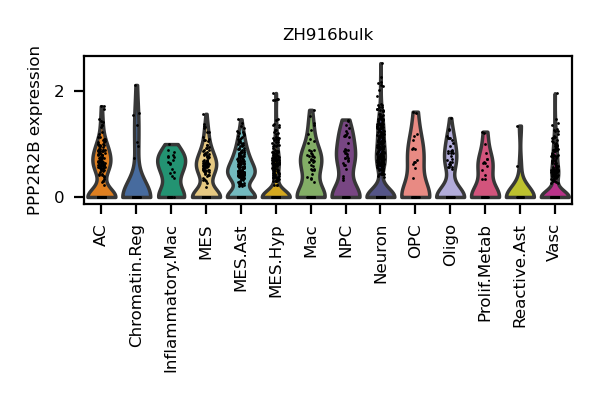 ZH916bulk
PPP2R2B expression
2
0
AC
Chromatin.Reg
Inflammatory.Mac
MES
MES.Ast
MES.Hyp
Mac
NPC
Neuron
OPC
Oligo
Prolif.Metab
Reactive.Ast
Vasc